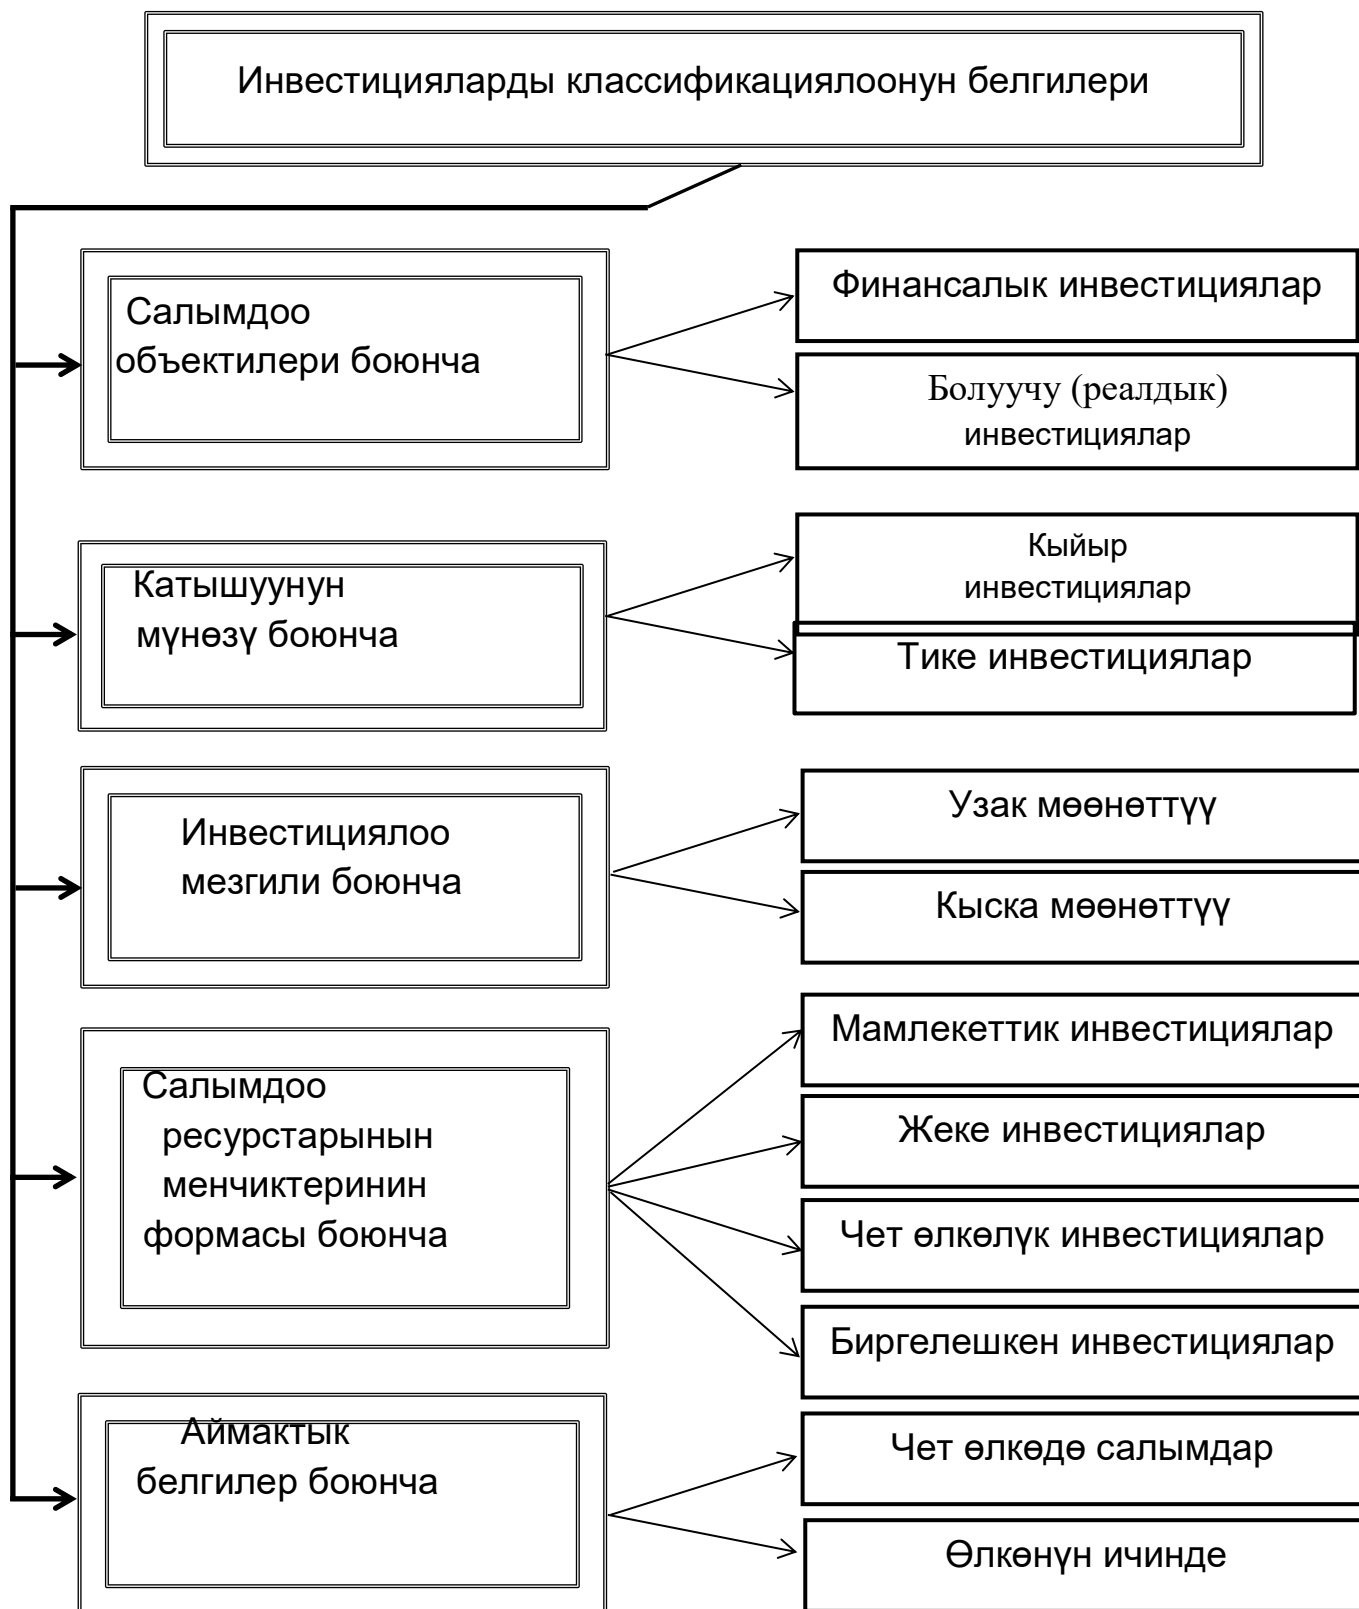 Инвестицияларды классификациялоонун белгилери
Салымдоо
объектилери боюнча
Финансалык инвестициялар
Болуучу (реалдык)
инвестициялар
Катышуунун
мүнөзү боюнча
Кыйыр
инвестициялар
Тике инвестициялар
Инвестициялоо
мезгили боюнча
Узак мөөнөттүү
Кыска мөөнөттүү
Салымдоо
ресурстарынын
менчиктеринин
формасы боюнча
Мамлекеттик инвестициялар
Жеке инвестициялар
Чет өлкөлүк инвестициялар
Биргелешкен инвестициялар
Аймактык
белгилер боюнча
Чет өлкөдө салымдар
Өлкөнүн ичинде